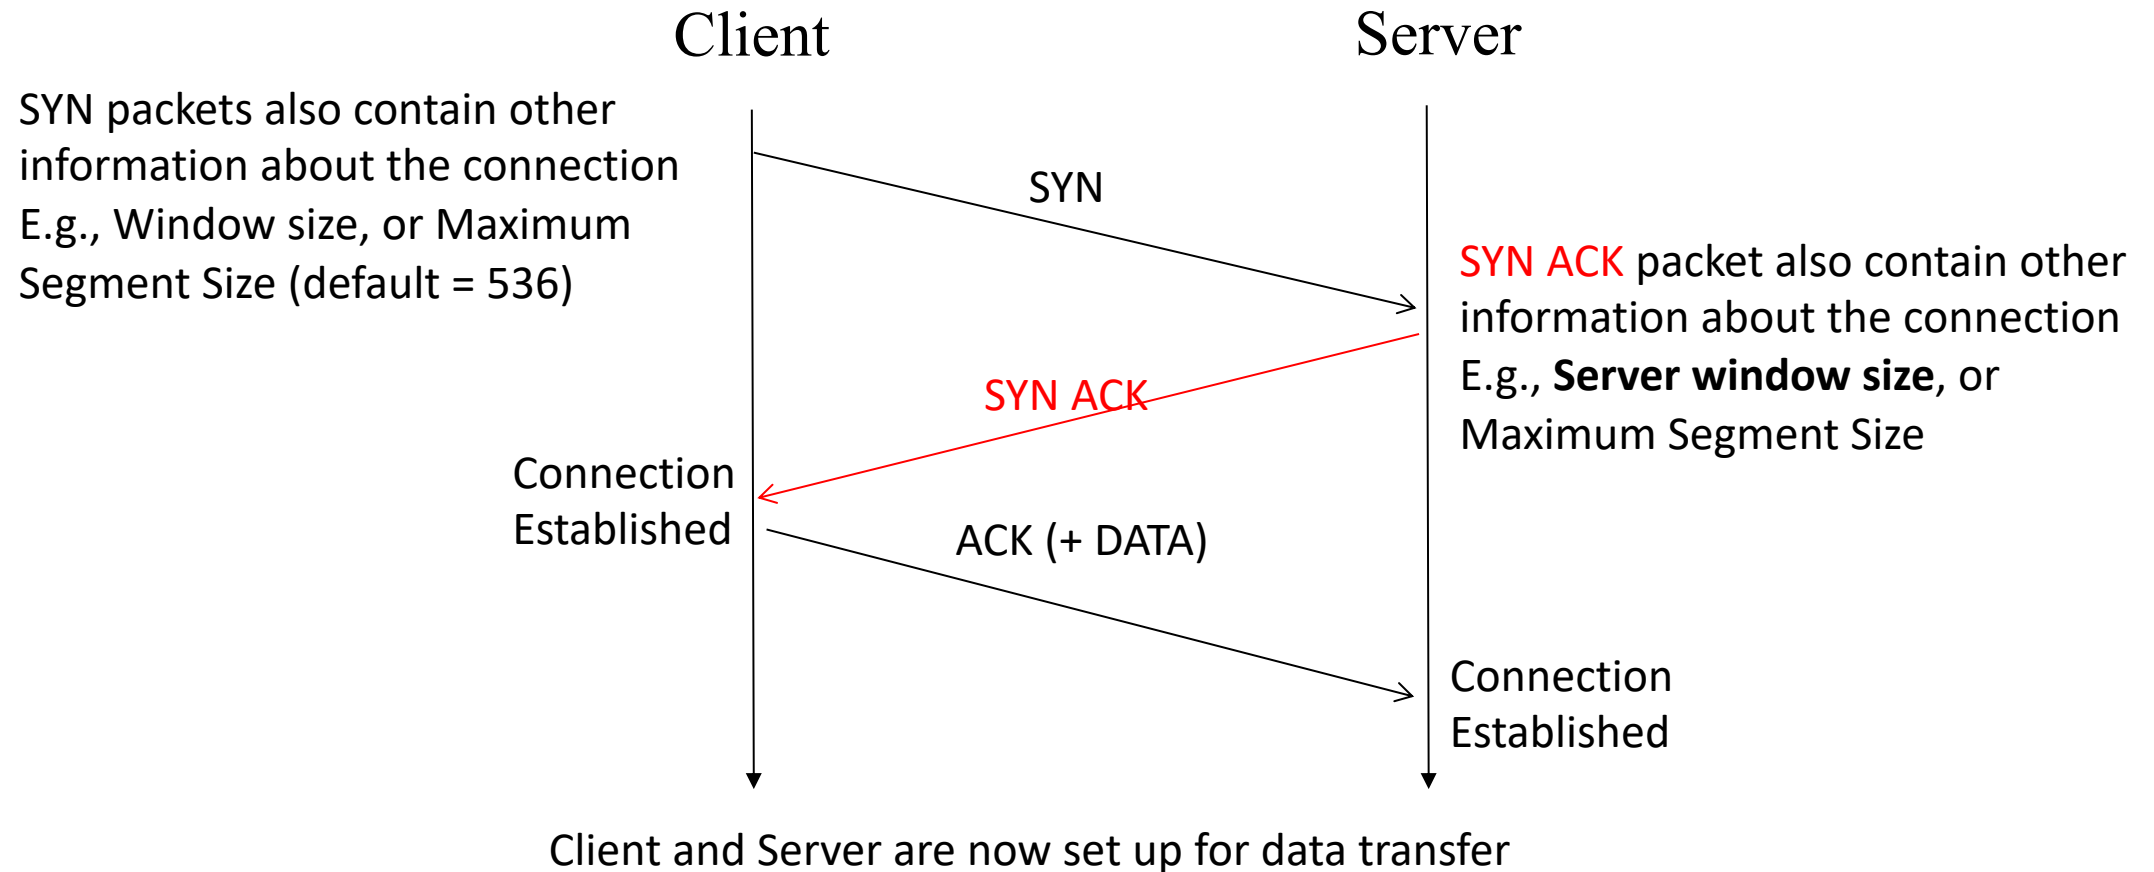 Client
Server
SYN packets also contain other
information about the connection
E.g., Window size, or Maximum
Segment Size (default = 536)
SYN
SYN ACK packet also contain other
information about the connection
E.g., Server window size, or
Maximum Segment Size
SYN ACK
Connection
Established
ACK (+ DATA)
Connection
Established
Client and Server are now set up for data transfer